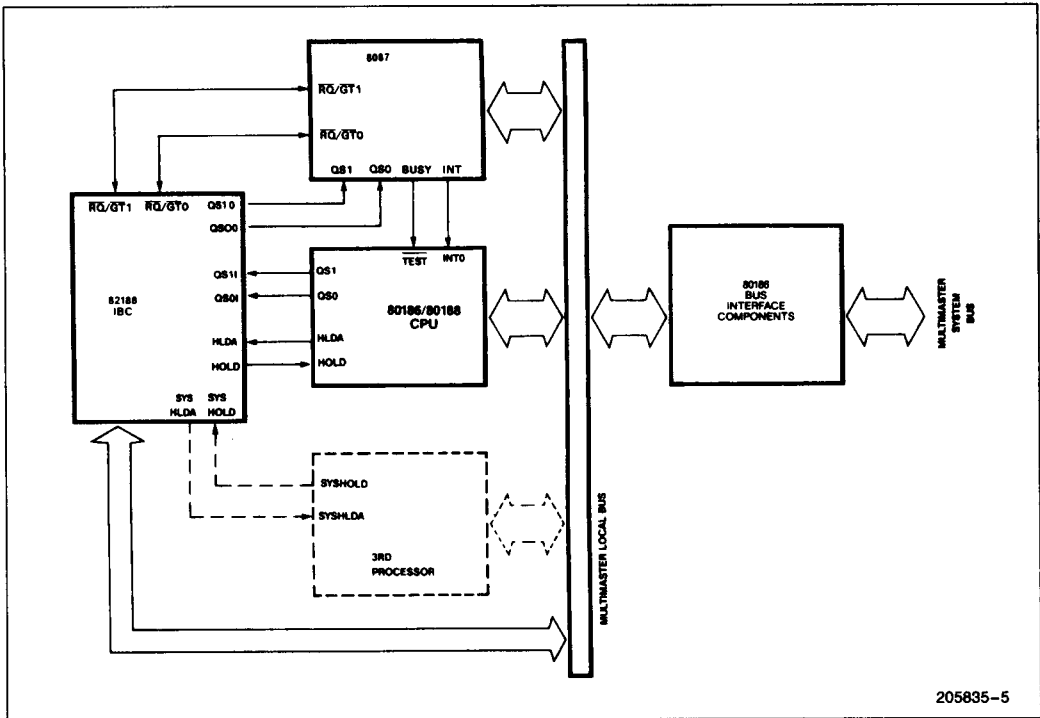 8087
RQ/GT1
RQ/GT0
QS1 QS0 BUSY INT
RQ/GT1 RQ/GT0 QS1O
QSO0
TEST INT0
QS1I QS1
QS0I QS0
82188
IBC
80186/80188
CPU
HLDA HLDA
HOLD HOLD
SYS SYS
HLDA HOLD
SYSHOLD
SYSHLDA
3RD
PROCESSOR
MULTIMASTER LOCAL BUS
80186
BUS
INTERFACE
COMPONENTS
MULTIMASTER
SYSTEM
BUS
205835-5